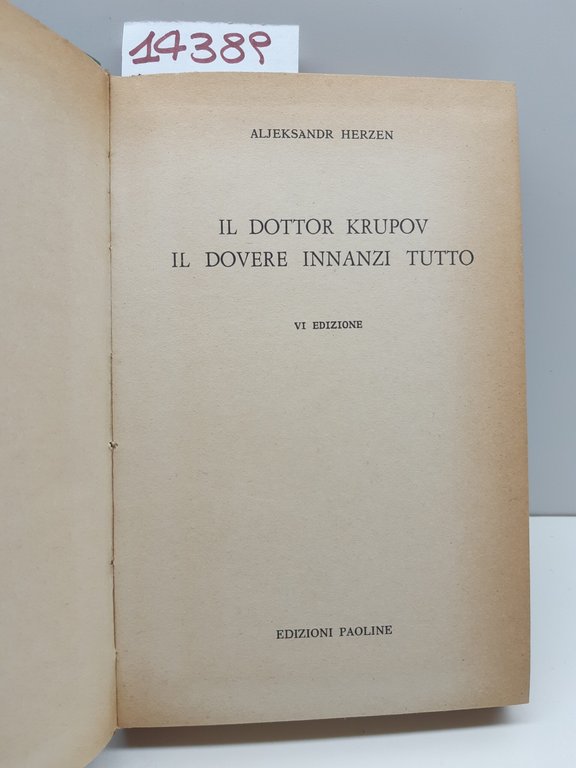 14389
ALJEKSANDR HERZEN
IL DOTTOR KRUPOV
IL DOVERE INNANZI TUTTO
VI EDIZIONE
EDIZIONI PAOLINE